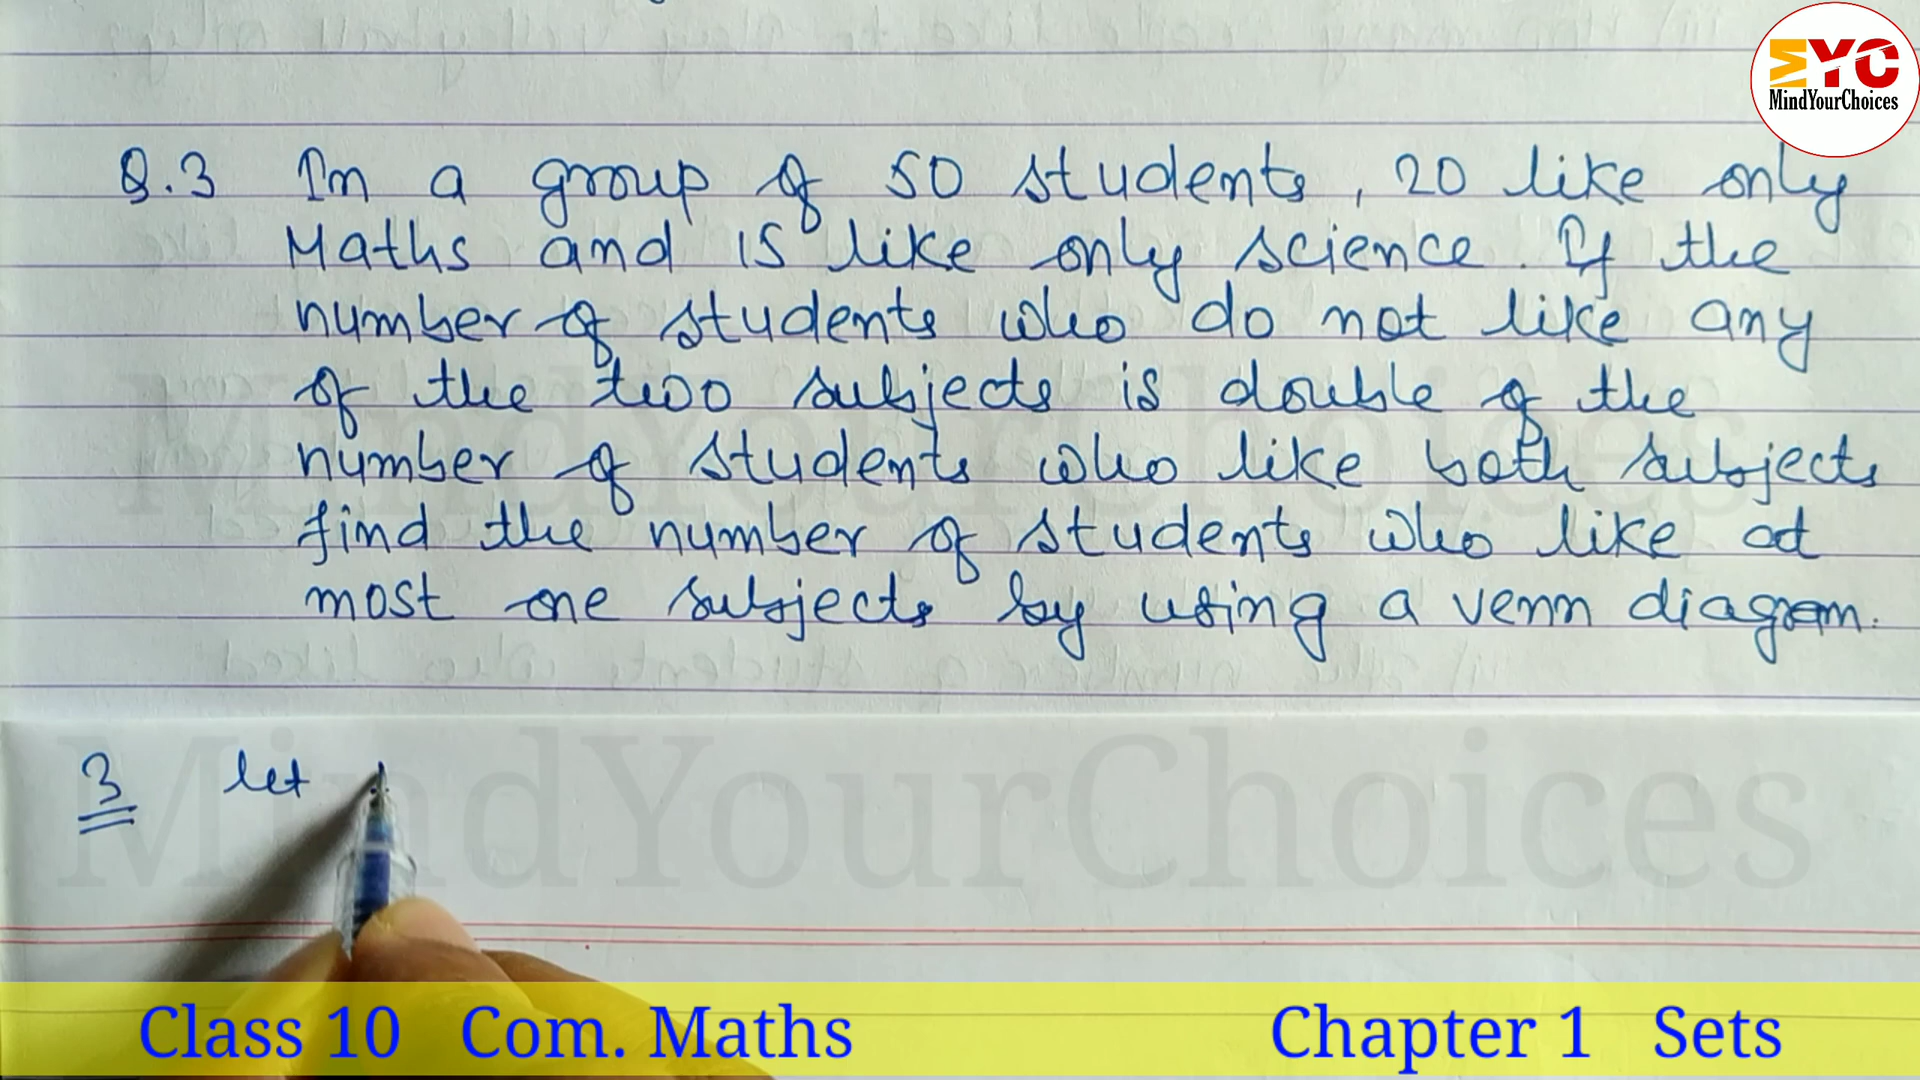 MYC
MindYourChoices
Q.3 In a group of 50 students, 20 like only
Maths and 15 like only science. If the
number of students who do not like any
of the two subjects is double of the
number of students who like both subjects
find the number of students who like at
most one subjects by using a venn diagram.
MindYourChoices
3 let
MindYourChoices
Class 10 Com. Maths Chapter 1 Sets